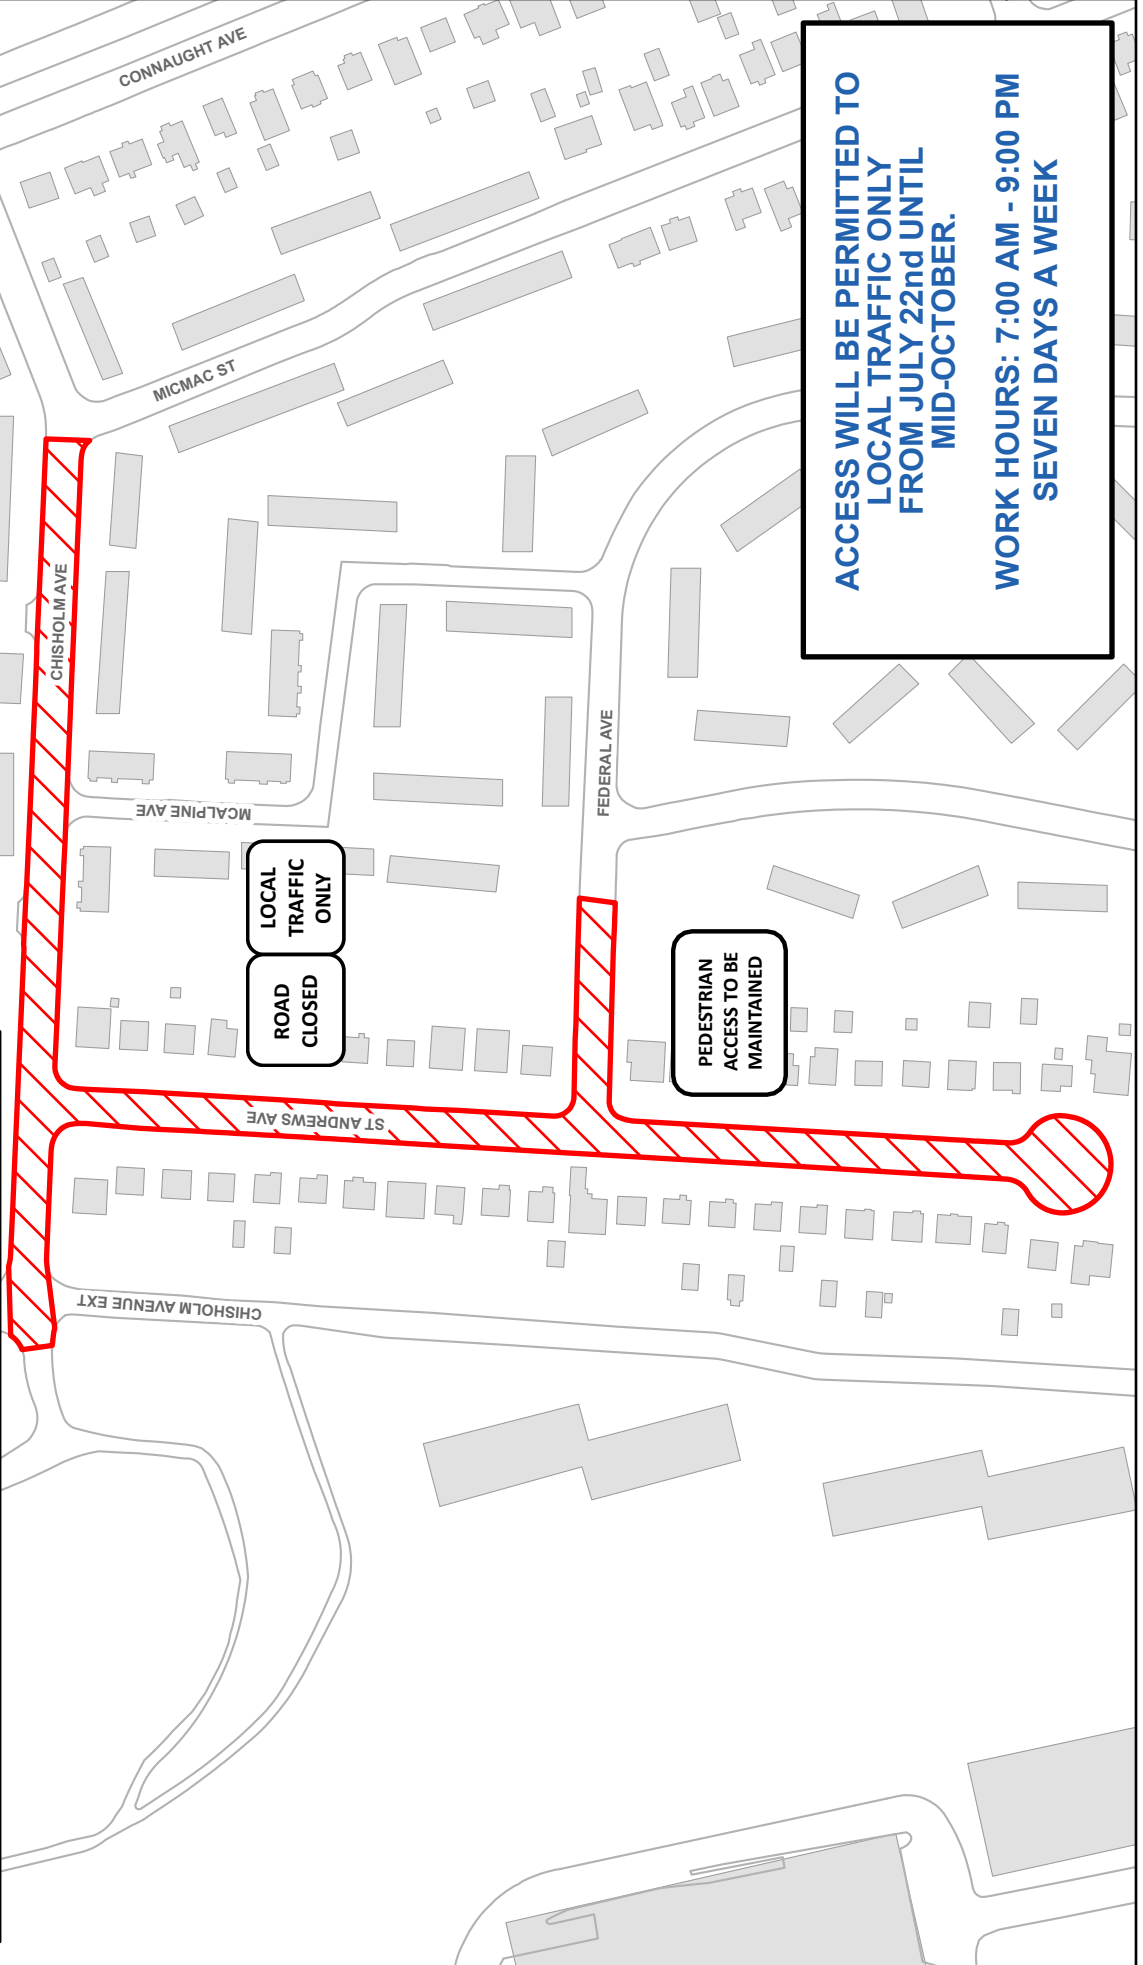 CONNAUGHT AVE
MICMAC ST
CHISHOLM AVE
MCALPINE AVE
FEDERAL AVE
ST ANDREWS AVE
CHISHOLM AVENUE EXT
ROAD
CLOSED
LOCAL
TRAFFIC
ONLY
PEDESTRIAN
ACCESS TO BE
MAINTAINED
ACCESS WILL BE PERMITTED TO
LOCAL TRAFFIC ONLY
FROM JULY 22nd UNTIL
MID-OCTOBER.
WORK HOURS: 7:00 AM - 9:00 PM
SEVEN DAYS A WEEK